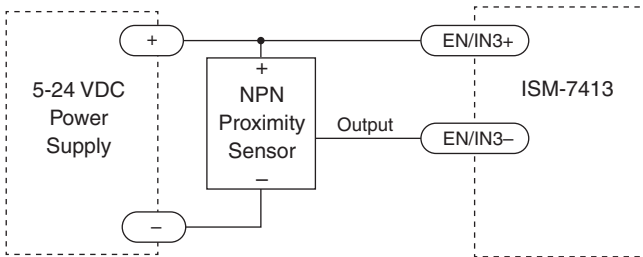 +
5-24 VDC
Power
Supply
–
+
NPN
Proximity
Sensor
–
Output
EN/IN3+
EN/IN3–
ISM-7413